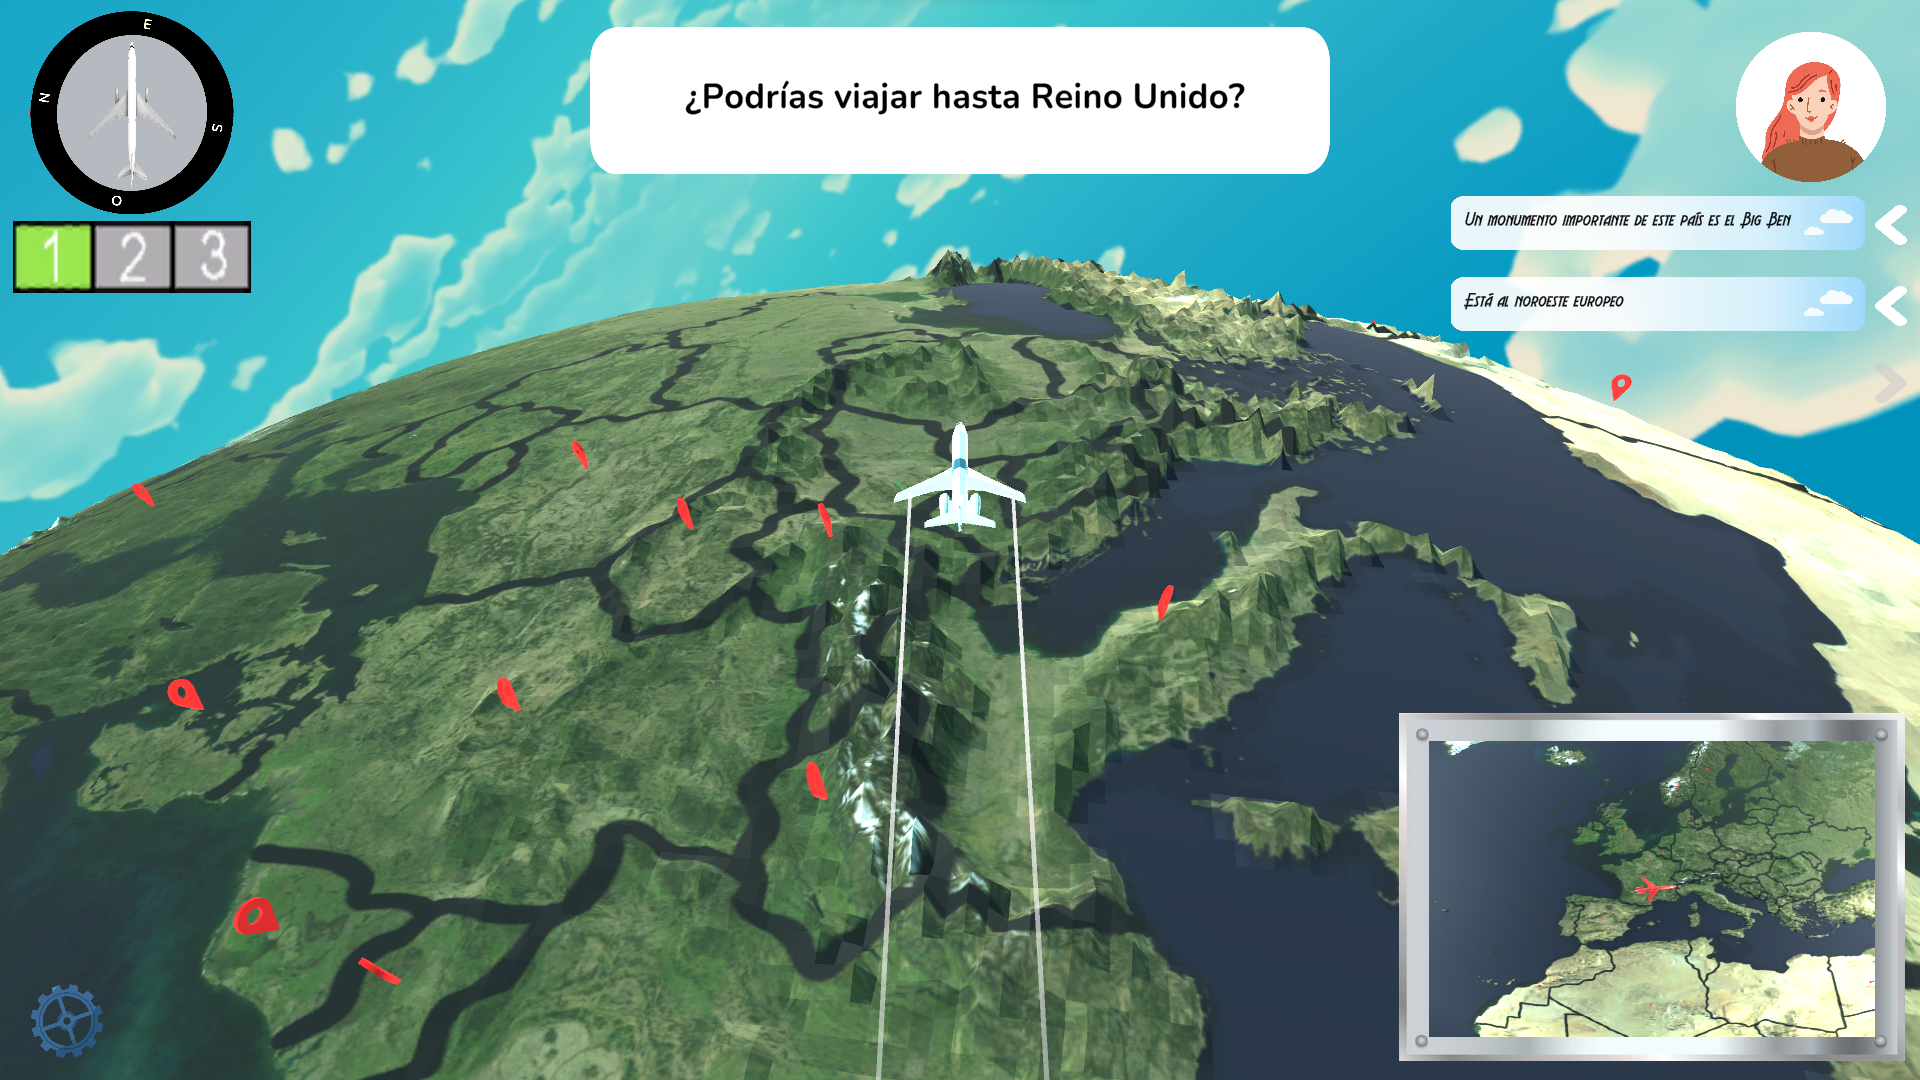 E
N
S
O
1 2 3
¿Podrías viajar hasta Reino Unido?
Un monumento importante de este país es el Big Ben
Está al noroeste europeo